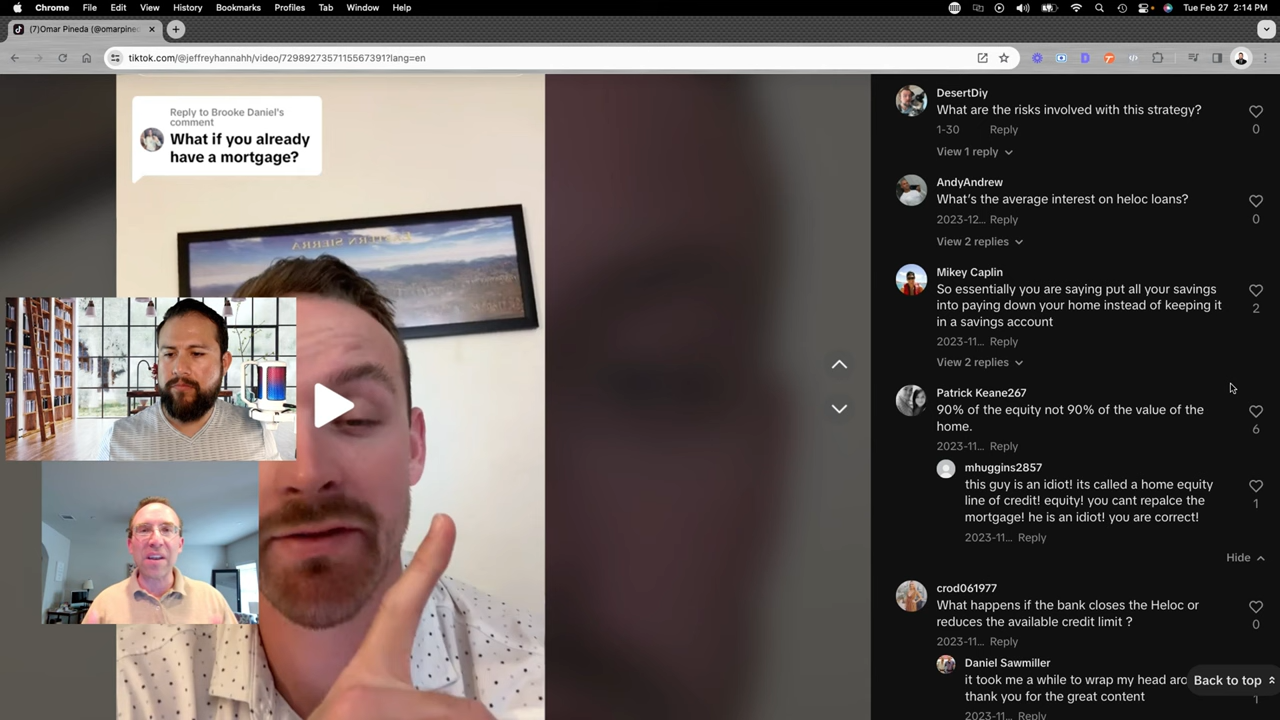 Chrome File Edit View History Bookmarks Profiles Tab Window Help
Tue Feb 27 2:14 PM
(7)Omar Pineda (@omarpined
tiktok.com/@jeffreyhannahh/video/7298927357115567391?lang=en
Reply to Brooke Daniel's
comment
What if you already
have a mortgage?
EASTERN SIERRA
DesertDiy
What are the risks involved with this strategy?
0
1-30 Reply
View 1 reply
AndyAndrew
What's the average interest on heloc loans?
0
2023-12... Reply
View 2 replies
Mikey Caplin
So essentially you are saying put all your savings
into paying down your home instead of keeping it
in a savings account
2
2023-11... Reply
View 2 replies
Patrick Keane267
90% of the equity not 90% of the value of the
home.
6
2023-11... Reply
mhuggins2857
this guy is an idiot! its called a home equity
line of credit! equity! you cant repalce the
mortgage! he is an idiot! you are correct!
1
2023-11... Reply
Hide
crod061977
What happens if the bank closes the Heloc or
reduces the available credit limit ?
0
2023-11... Reply
Daniel Sawmiller
it took me a while to wrap my head aro
thank you for the great content
1
2023-11... Reply
Back to top